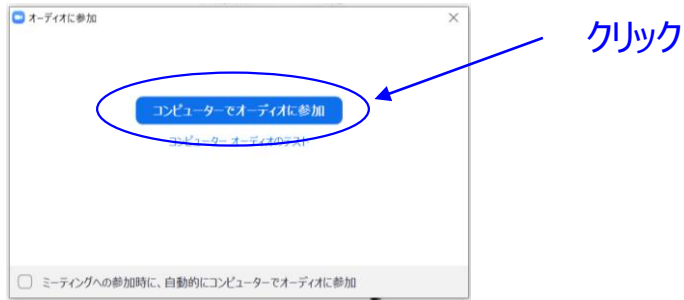 オーディオに参加
クリック
コンピューターでオーディオに参加
コンピューター オーディオのテスト
ミーティングへの参加時に、自動的にコンピューターでオーディオに参加